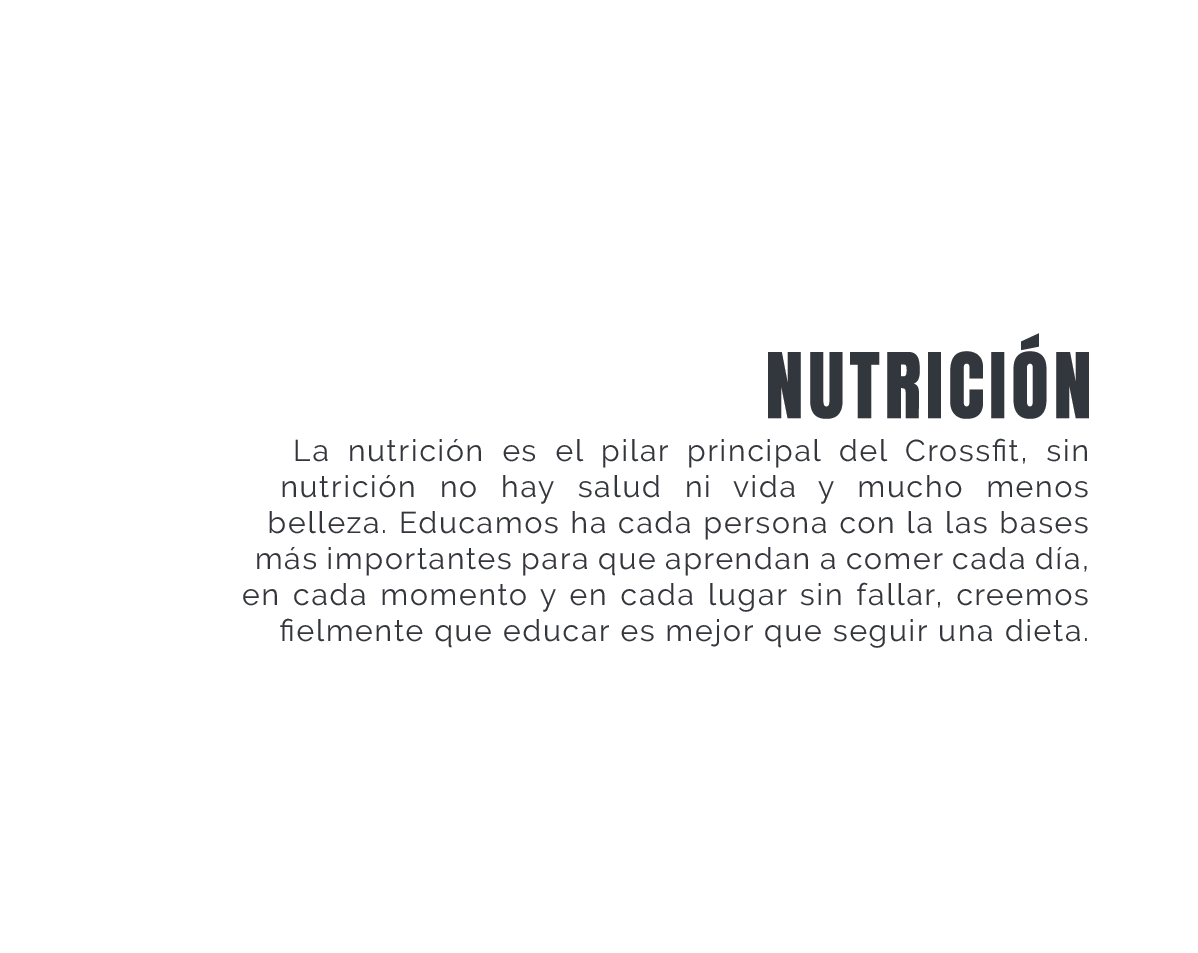 NUTRICIÓN
La nutrición es el pilar principal del Crossfit, sin
nutrición no hay salud ni vida y mucho menos
belleza. Educamos ha cada persona con la las bases
más importantes para que aprendan a comer cada día,
en cada momento y en cada lugar sin fallar, creemos
fielmente que educar es mejor que seguir una dieta.